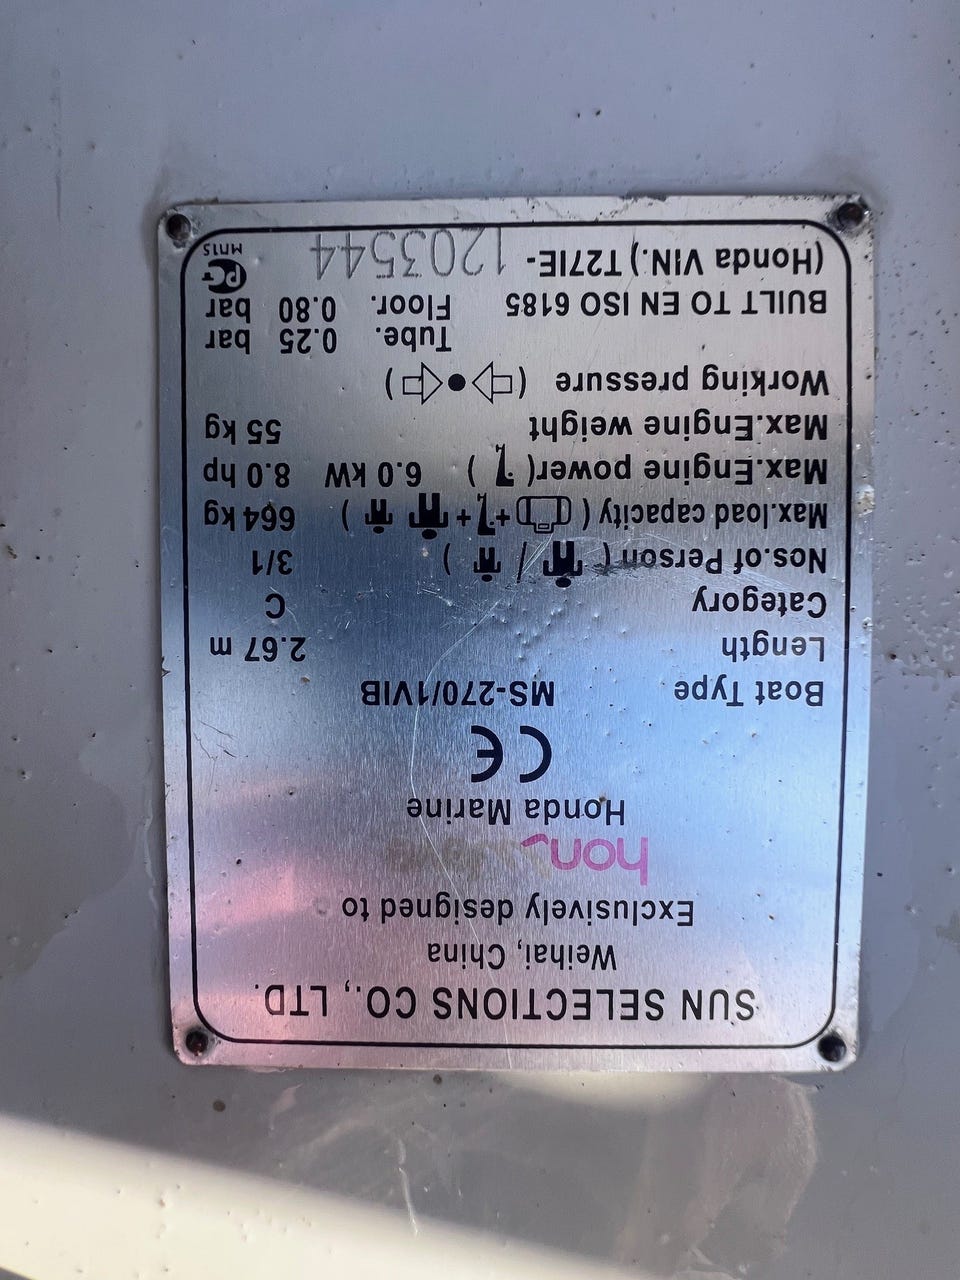 SUN SELECTIONS CO., LTD.
Weihai, China
Exclusively designed to
hon
Honda Marine
CE
Boat Type MS-270/1VIB
Length 2.67 m
Category C
Nos.of Person ( / ) 3/1
Max.load capacity ( + + ) 664 kg
Max.Engine power ( ) 6.0 kW 8.0 hp
Max.Engine weight 55 kg
Working pressure ( )
Tube. 0.25 bar
BUILT TO EN ISO 6185 Floor. 0.80 bar
(Honda VIN.) T27IE- 1203544
PC
MП15